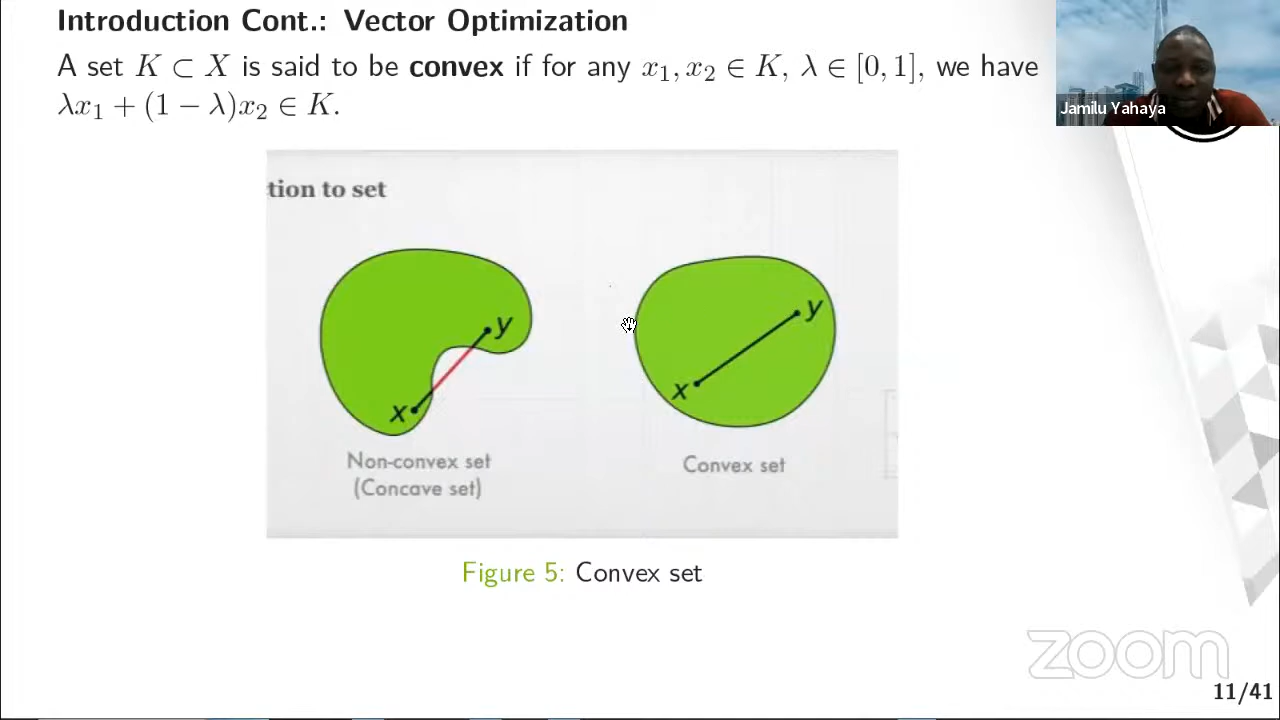 Introduction Cont.: Vector Optimization
A set K ⊂ X is said to be convex if for any x₁, x₂ ∈ K, λ ∈ [0, 1], we have
λx₁ + (1 − λ)x₂ ∈ K.
Jamilu Yahaya
tion to set
y
x
Non-convex set
(Concave set)
y
x
Convex set
Figure 5: Convex set
zoom
11/41